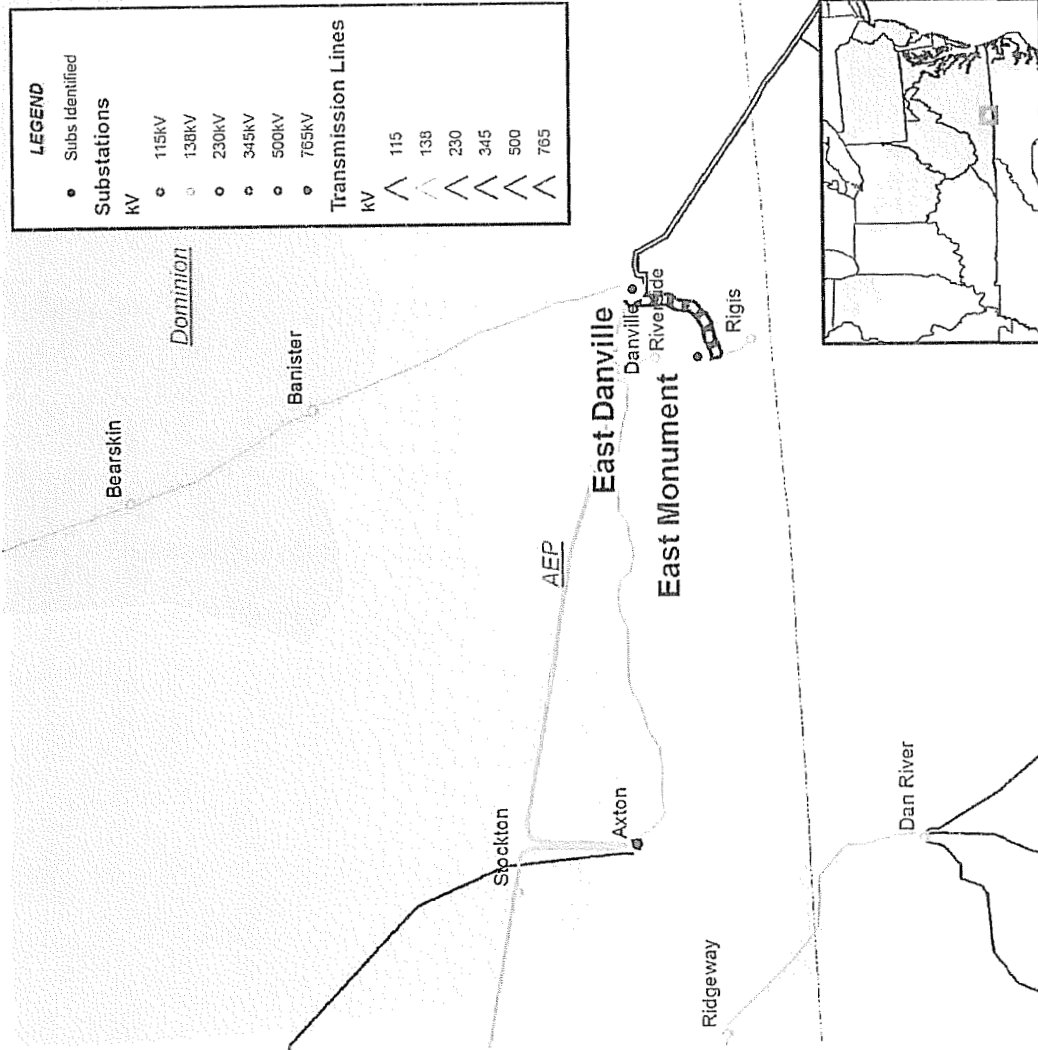 LEGEND
Subs Identified
Substations
KV
115kV
138kV
230kV
345kV
500kV
765kV
Transmission Lines
KV
115
138
230
345
500
765
Dominion
Bearskin
Banister
East Danville
Danville
Riverside
East Monument
Rigis
AEP
Stockton
Axton
Dan River
Ridgeway